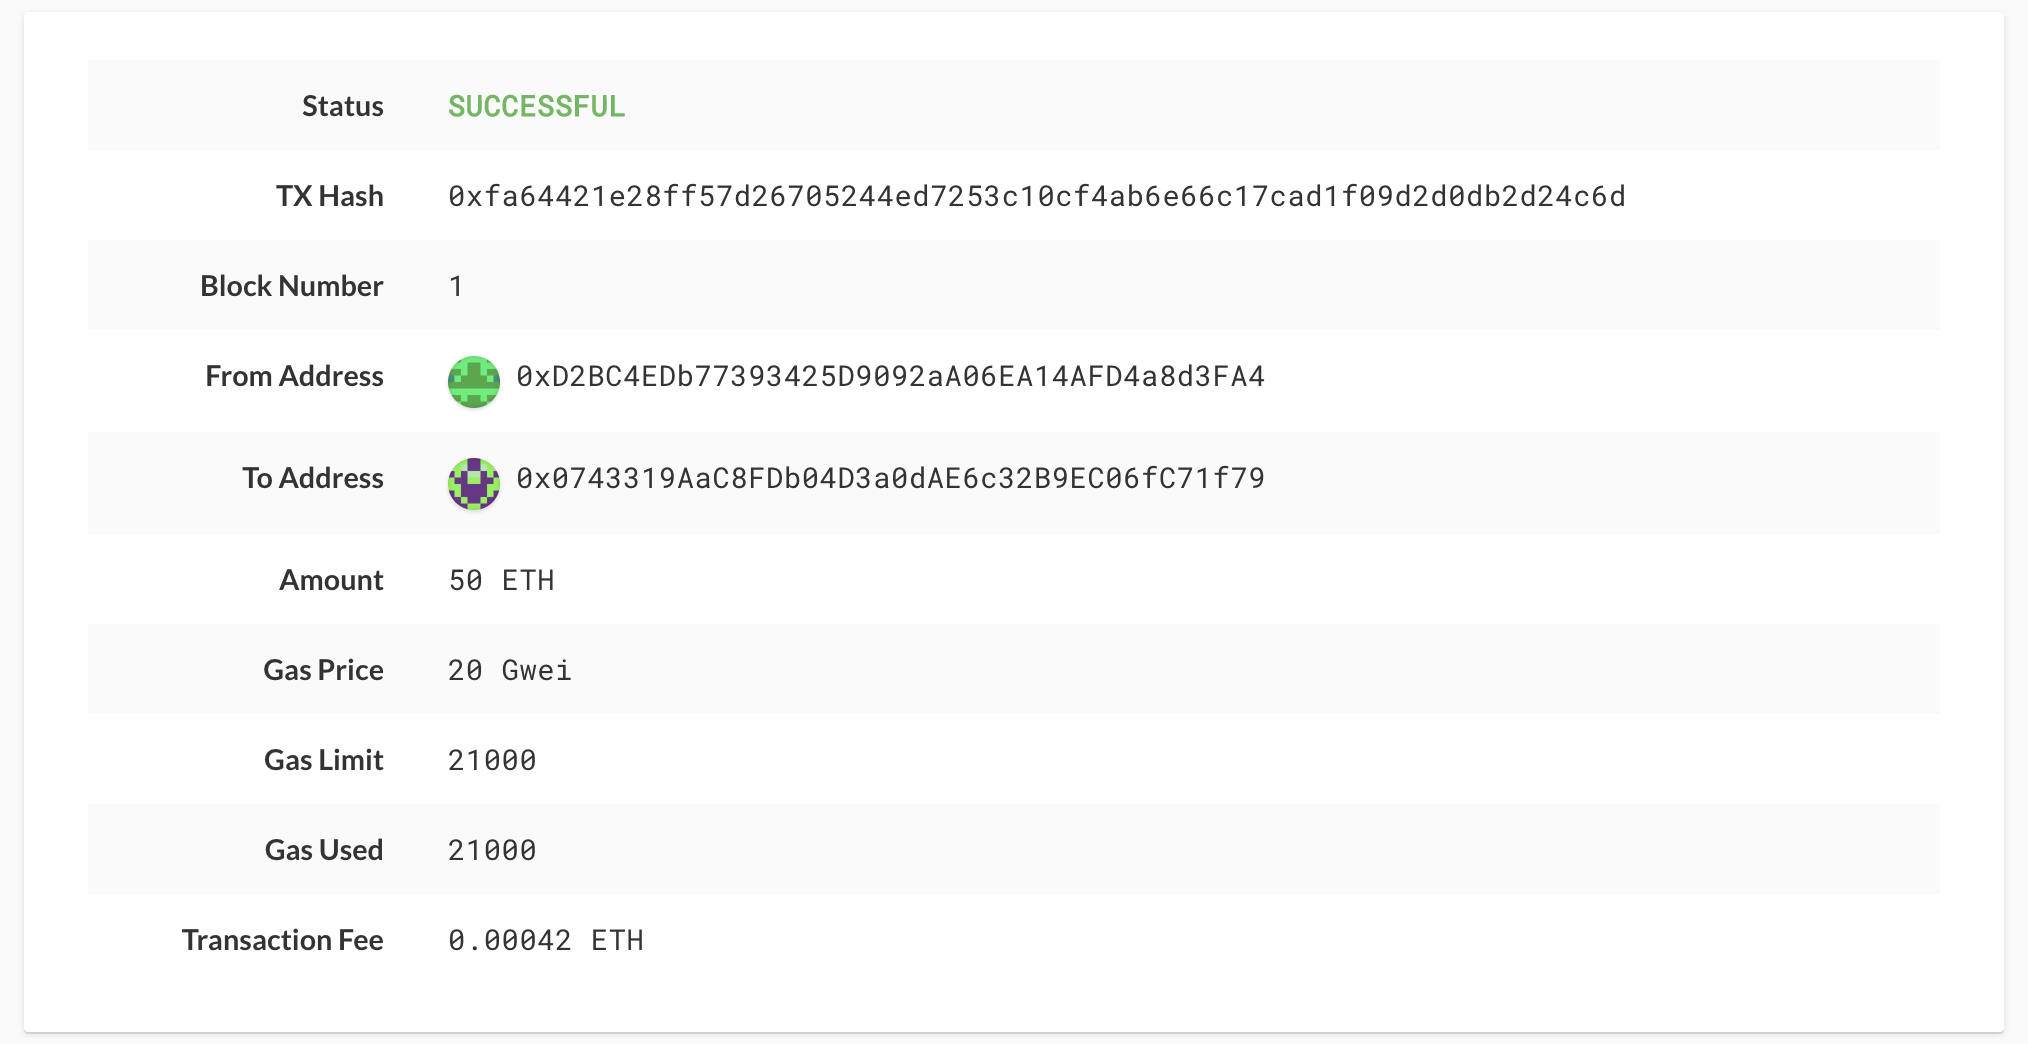 Status SUCCESSFUL
TX Hash 0xfa64421e28ff57d26705244ed7253c10cf4ab6e66c17cad1f09d2d0db2d24c6d
Block Number 1
From Address 0xD2BC4EDb77393425D9092aA06EA14AFD4a8d3FA4
To Address 0x0743319AaC8FDb04D3a0dAE6c32B9EC06fC71f79
Amount 50 ETH
Gas Price 20 Gwei
Gas Limit 21000
Gas Used 21000
Transaction Fee 0.00042 ETH